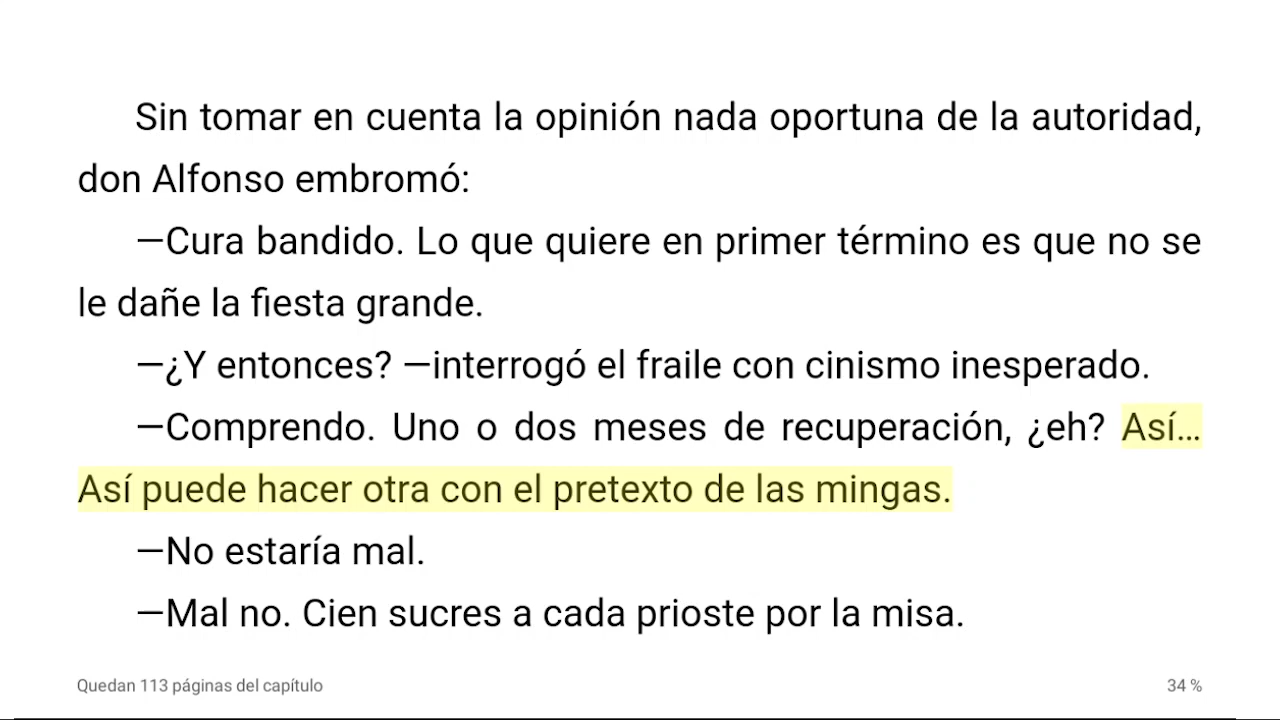 Sin tomar en cuenta la opinión nada oportuna de la autoridad,
don Alfonso embromó:
—Cura bandido. Lo que quiere en primer término es que no se
le dañe la fiesta grande.
—¿Y entonces? —interrogó el fraile con cinismo inesperado.
—Comprendo. Uno o dos meses de recuperación, ¿eh? Así…
Así puede hacer otra con el pretexto de las mingas.
—No estaría mal.
—Mal no. Cien sucres a cada prioste por la misa.
Quedan 113 páginas del capítulo 34 %